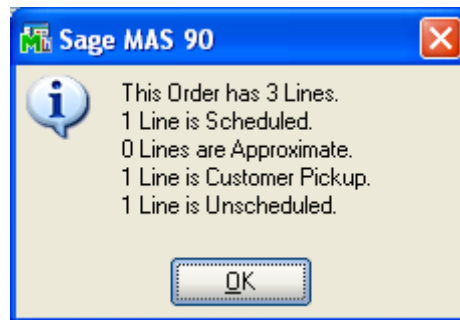 Sage MAS 90
This Order has 3 Lines.
1 Line is Scheduled.
0 Lines are Approximate.
1 Line is Customer Pickup.
1 Line is Unscheduled.
OK